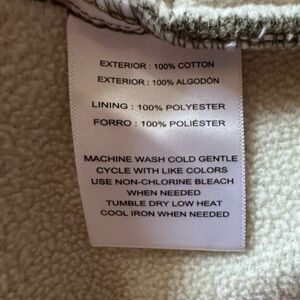 EXTERIOR : 100% COTTON
EXTERIOR : 100% ALGODÓN
LINING : 100% POLYESTER
FORRO : 100% POLIÉSTER
MACHINE WASH COLD GENTLE
CYCLE WITH LIKE COLORS
USE NON-CHLORINE BLEACH
WHEN NEEDED
TUMBLE DRY LOW HEAT
COOL IRON WHEN NEEDED